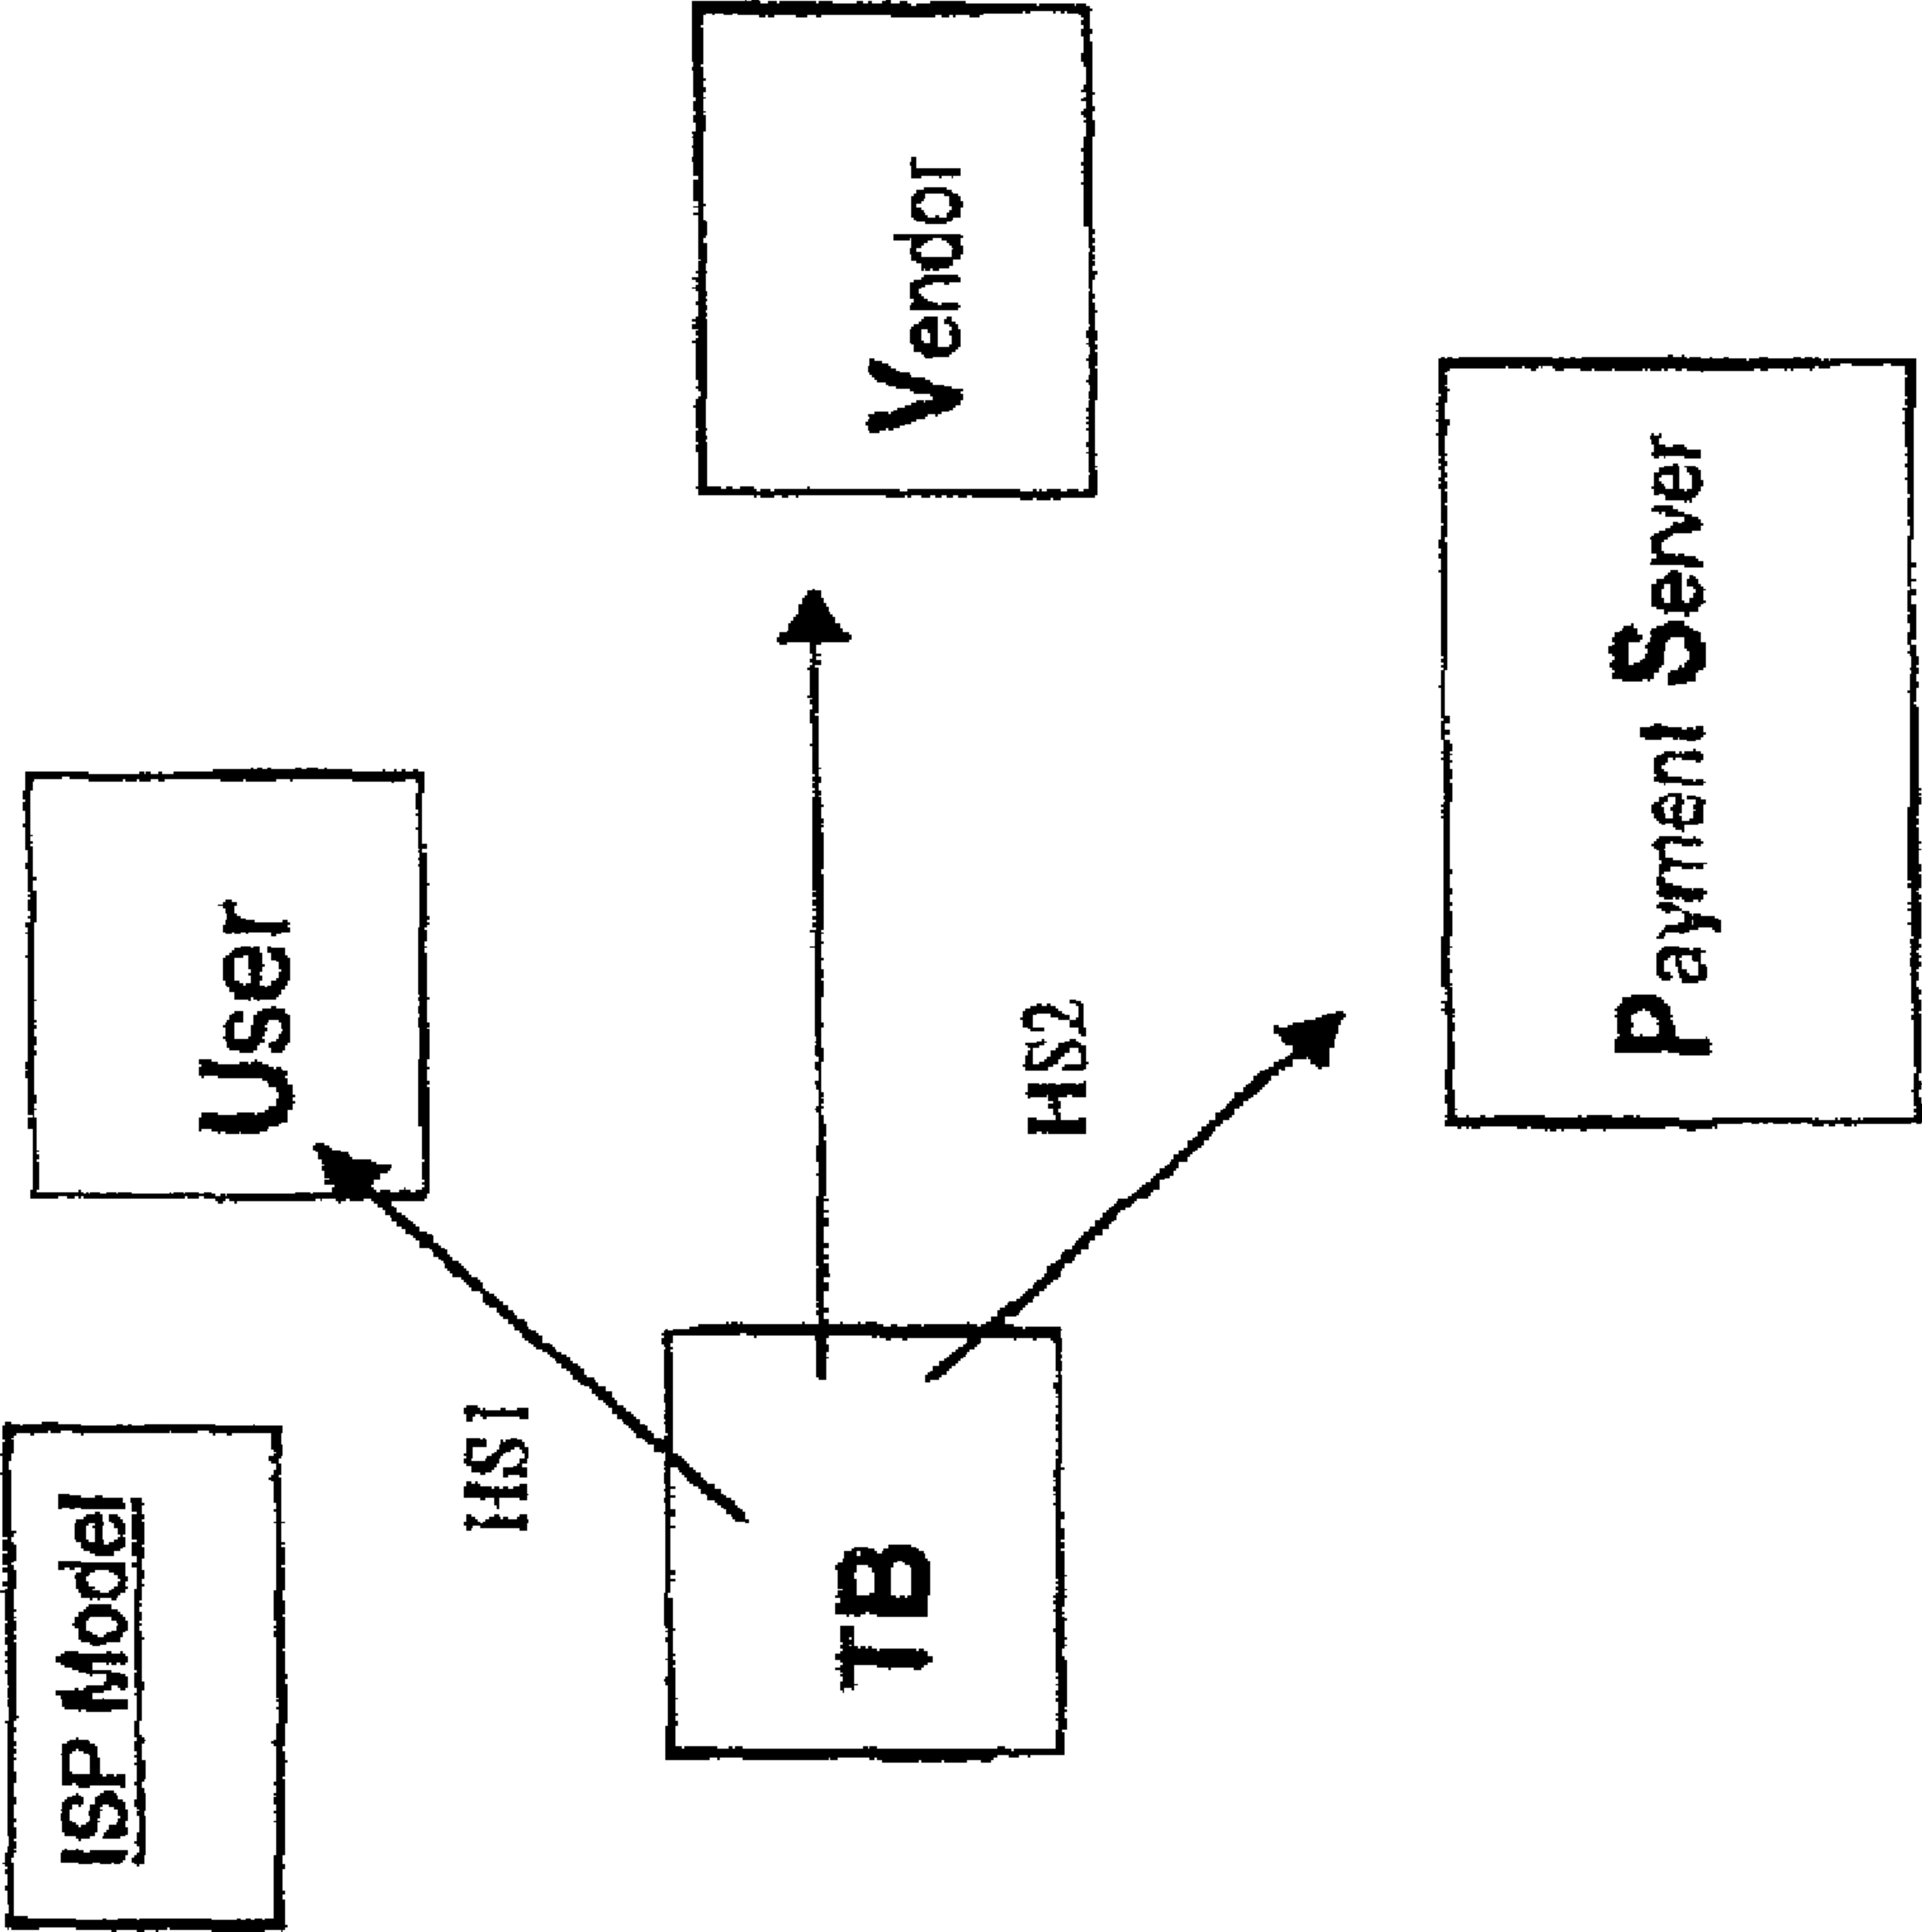 ISP Model
User
HS1
TB
Vendor
HS2
Payment Server